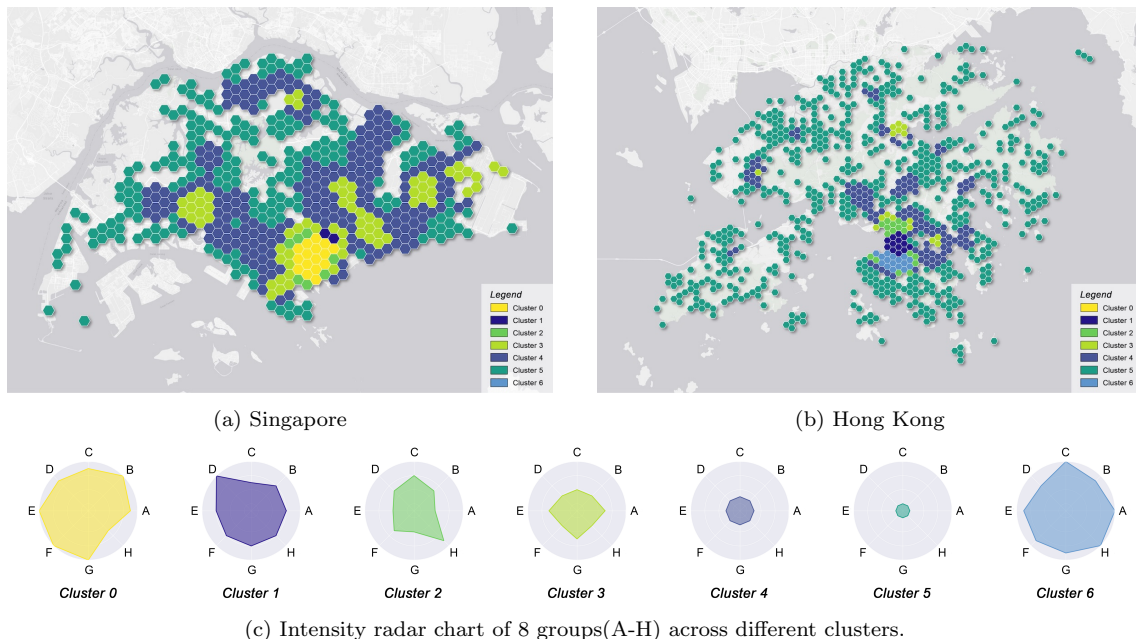 Legend
Cluster 0
Cluster 1
Cluster 2
Cluster 3
Cluster 4
Cluster 5
Cluster 6
Legend
Cluster 0
Cluster 1
Cluster 2
Cluster 3
Cluster 4
Cluster 5
Cluster 6
(a) Singapore
(b) Hong Kong
C
D B
E A
F H
G
Cluster 0
C
D B
E A
F H
G
Cluster 1
C
D B
E A
F H
G
Cluster 2
C
D B
E A
F H
G
Cluster 3
C
D B
E A
F H
G
Cluster 4
C
D B
E A
F H
G
Cluster 5
C
D B
E A
F H
G
Cluster 6
(c) Intensity radar chart of 8 groups(A-H) across different clusters.